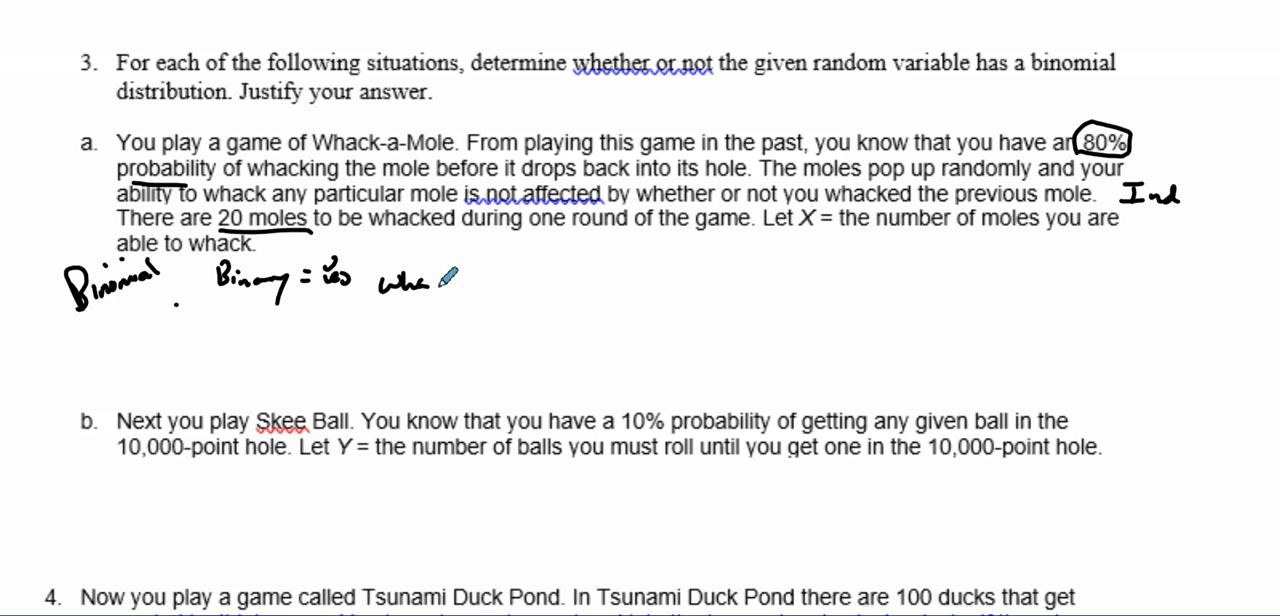 3. For each of the following situations, determine whether or not the given random variable has a binomial
distribution. Justify your answer.
a. You play a game of Whack-a-Mole. From playing this game in the past, you know that you have an 80%
probability of whacking the mole before it drops back into its hole. The moles pop up randomly and your
ability to whack any particular mole is not affected by whether or not you whacked the previous mole. Ind
There are 20 moles to be whacked during one round of the game. Let X = the number of moles you are
able to whack.
Binomial Binary = Yes wha
b. Next you play Skee Ball. You know that you have a 10% probability of getting any given ball in the
10,000-point hole. Let Y = the number of balls you must roll until you get one in the 10,000-point hole.
4. Now you play a game called Tsunami Duck Pond. In Tsunami Duck Pond there are 100 ducks that get